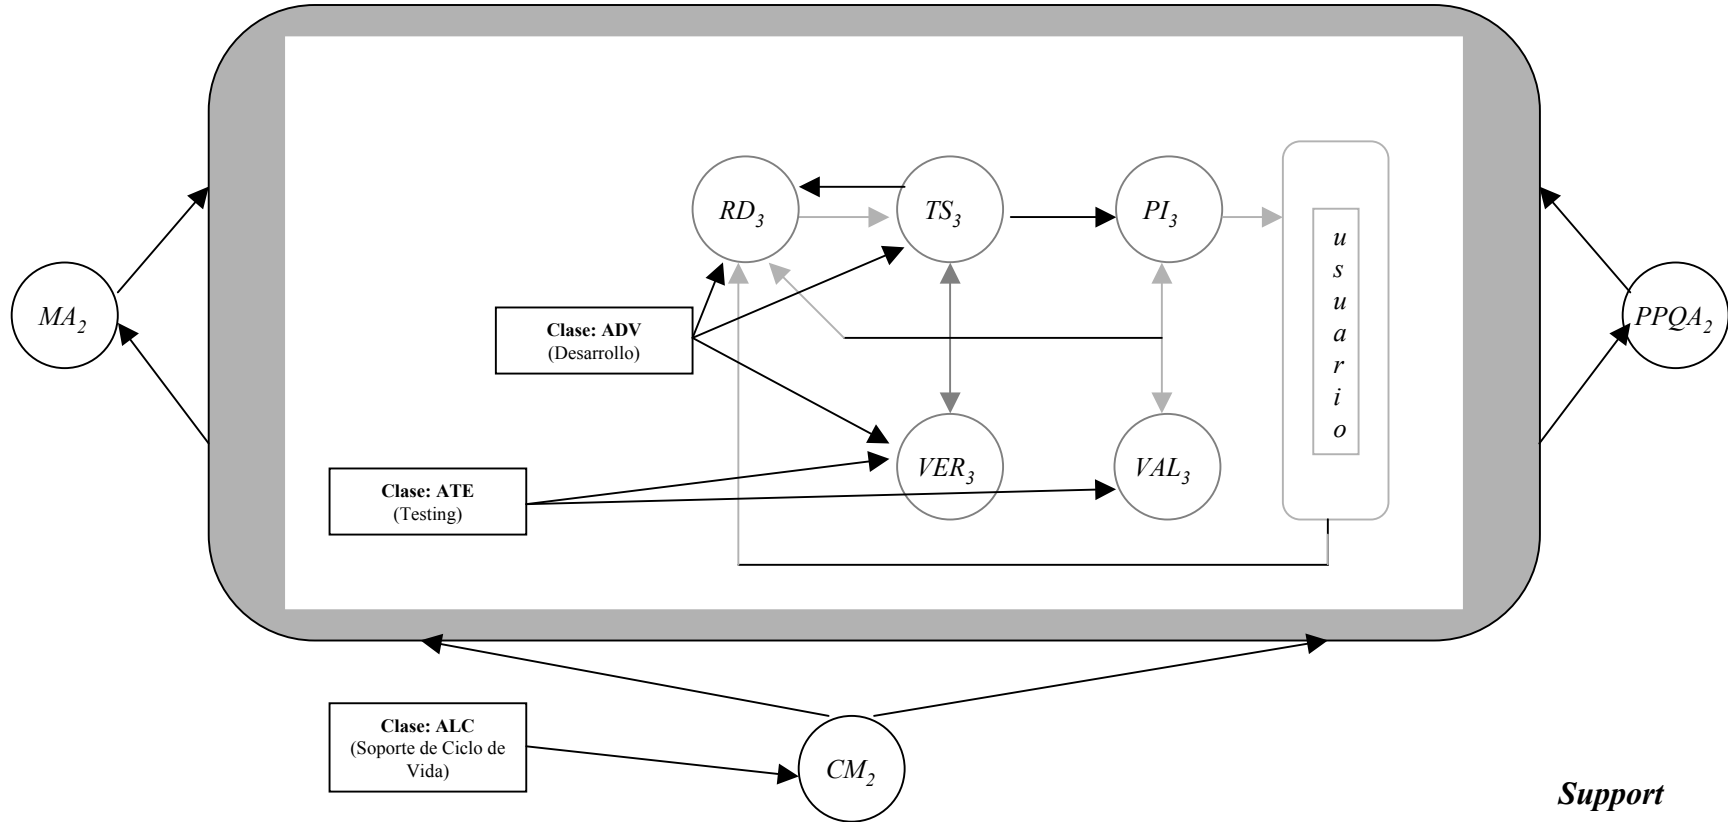 RD3
TS3
PI3
u
s
u
a
r
i
o
MA2
PPQA2
Clase: ADV
(Desarrollo)
VER3
VAL3
Clase: ATE
(Testing)
Clase: ALC
(Soporte de Ciclo de
Vida)
CM2
Support